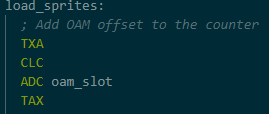 load_sprites:
; Add OAM offset to the counter
TXA
CLC
ADC oam_slot
TAX